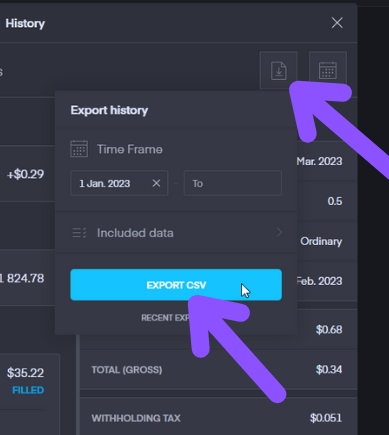 History
s
Export history
Time Frame
Mar. 2023
+$0.29
1 Jan. 2023
-
To
0.5
Included data
Ordinary
1 824.78
EXPORT CSV
Feb. 2023
RECENT
$0.68
$35.22
TOTAL (GROSS)
$0.34
FILLED
WITHHOLDING TAX
$0.051